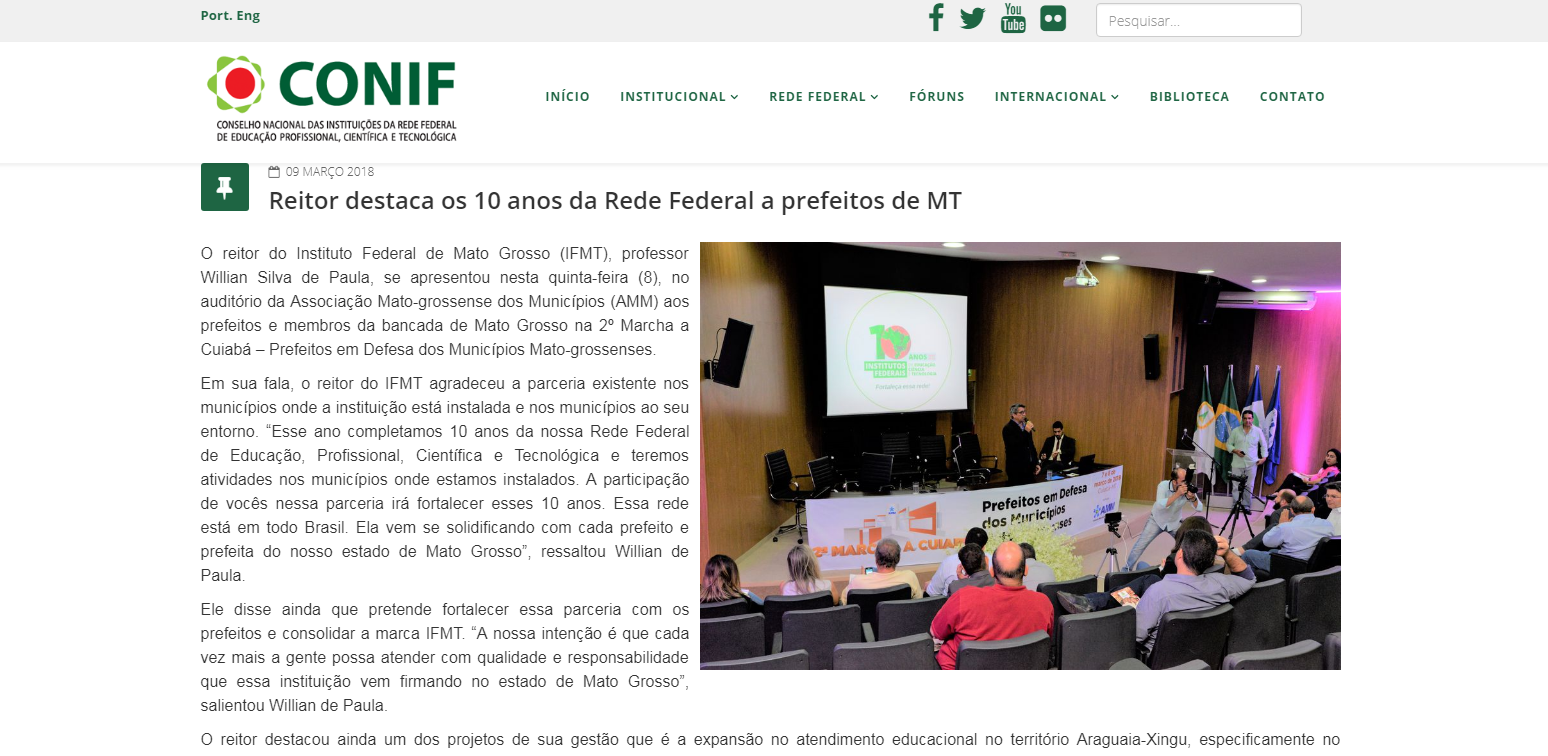 Port. Eng
You
Tube
Pesquisar...
CONIF
CONSELHO NACIONAL DAS INSTITUIÇÕES DA REDE FEDERAL
DE EDUCAÇÃO PROFISSIONAL, CIENTÍFICA E TECNOLÓGICA
INÍCIO INSTITUCIONAL REDE FEDERAL FÓRUNS INTERNACIONAL BIBLIOTECA CONTATO
09 MARÇO 2018
Reitor destaca os 10 anos da Rede Federal a prefeitos de MT
O reitor do Instituto Federal de Mato Grosso (IFMT), professor
Willian Silva de Paula, se apresentou nesta quinta-feira (8), no
auditório da Associação Mato-grossense dos Municípios (AMM) aos
prefeitos e membros da bancada de Mato Grosso na 2º Marcha a
Cuiabá – Prefeitos em Defesa dos Municípios Mato-grossenses.
Em sua fala, o reitor do IFMT agradeceu a parceria existente nos
municípios onde a instituição está instalada e nos municípios ao seu
entorno. “Esse ano completamos 10 anos da nossa Rede Federal
de Educação, Profissional, Científica e Tecnológica e teremos
atividades nos municípios onde estamos instalados. A participação
de vocês nessa parceria irá fortalecer esses 10 anos. Essa rede
está em todo Brasil. Ela vem se solidificando com cada prefeito e
prefeita do nosso estado de Mato Grosso”, ressaltou Willian de
Paula.
Ele disse ainda que pretende fortalecer essa parceria com os
prefeitos e consolidar a marca IFMT. “A nossa intenção é que cada
vez mais a gente possa atender com qualidade e responsabilidade
que essa instituição vem firmando no estado de Mato Grosso”,
salientou Willian de Paula.
O reitor destacou ainda um dos projetos de sua gestão que é a expansão no atendimento educacional no território Araguaia-Xingu, especificamente no
10
ANOS
INSTITUTOS
FEDERAIS
Fortaleça essa rede!
Prefeitos em Defesa
dos Municípios
2ª MARCHA A CUIABÁ
AMM